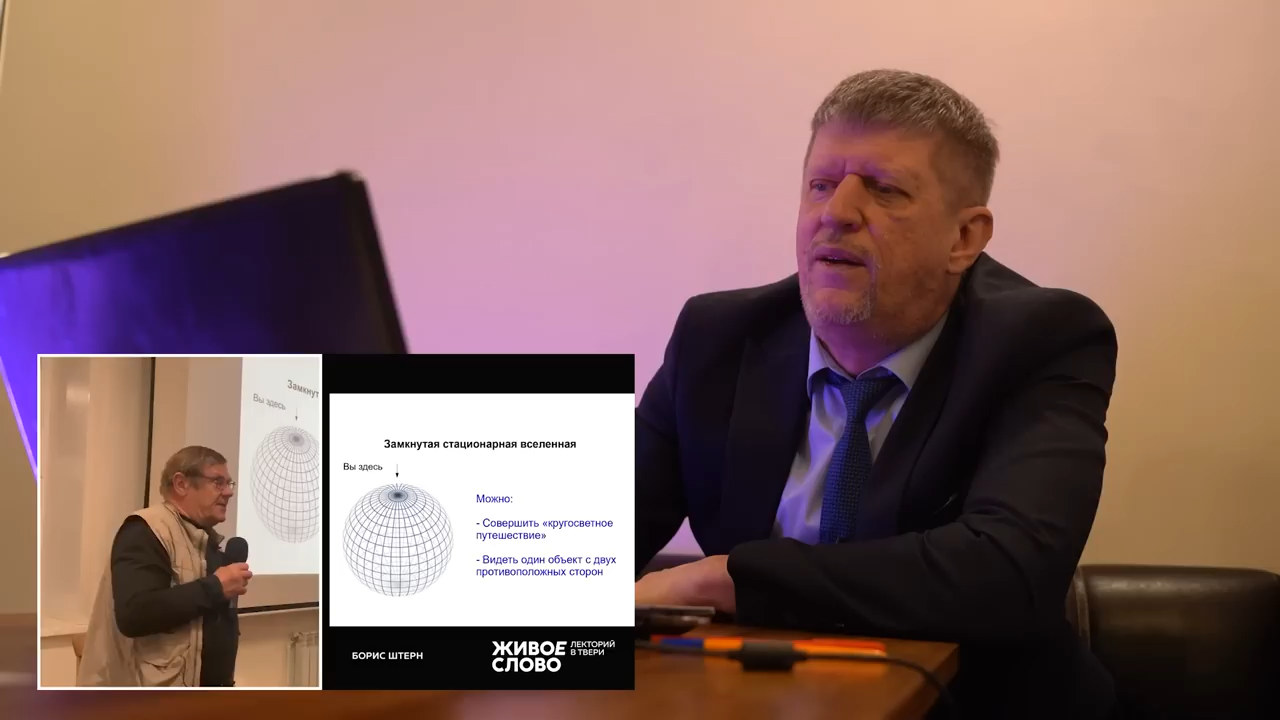 Замкнут
Вы здесь
Замкнутая стационарная вселенная
Вы здесь
Можно:
- Совершить «кругосветное
путешествие»
- Видеть один объект с двух
противоположных сторон
БОРИС ШТЕРН
ЖИВОЕ
СЛОВО
ЛЕКТОРИЙ
В ТВЕРИ